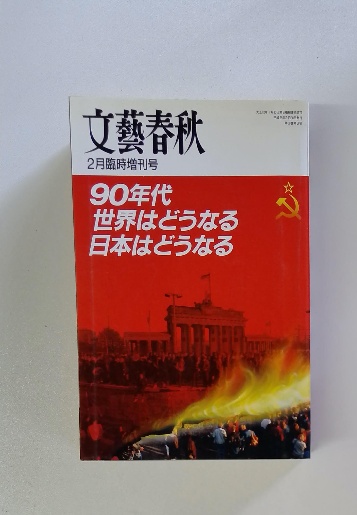 文藝春秋
2月臨時増刊号
90年代
世界はどうなる
日本はどうなる